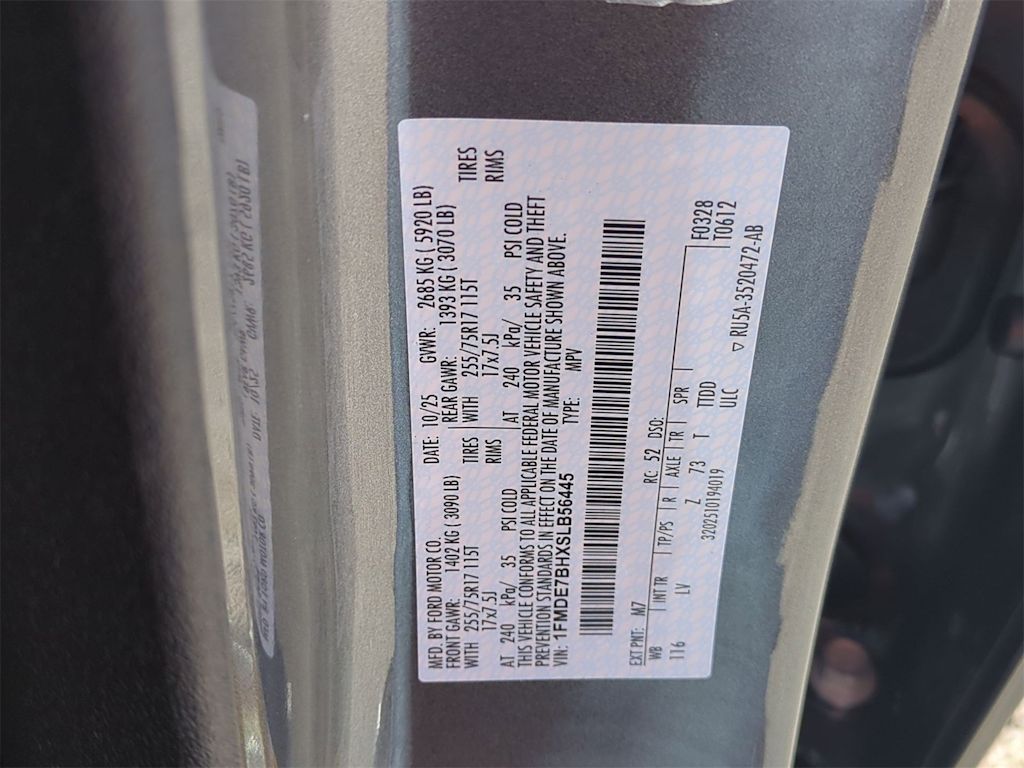 MFD. BY FORD MOTOR CO.
DATE: 10/25 GVWR: 2685 KG ( 5920 LB)
FRONT GAWR: 1402 KG ( 3090 LB) REAR GAWR: 1393 KG ( 3070 LB)
WITH 255/75R17 115T TIRES WITH 255/75R17 115T TIRES
17x7.5J RIMS 17x7.5J RIMS
AT 240 kPa/ 35 PSI COLD AT 240 kPa/ 35 PSI COLD
THIS VEHICLE CONFORMS TO ALL APPLICABLE FEDERAL MOTOR VEHICLE SAFETY AND THEFT
PREVENTION STANDARDS IN EFFECT ON THE DATE OF MANUFACTURE SHOWN ABOVE.
VIN: 1FMDE7BHXSLB56445 TYPE: MPV
EXT PNT: M7 RC: 52 DSO: F0328
WB INTR TP/PS R AXLE TR SPR T0612
116 LV Z 73 T TTDD
ULC
3202510194019 ▽ RU5A-3520472-AB